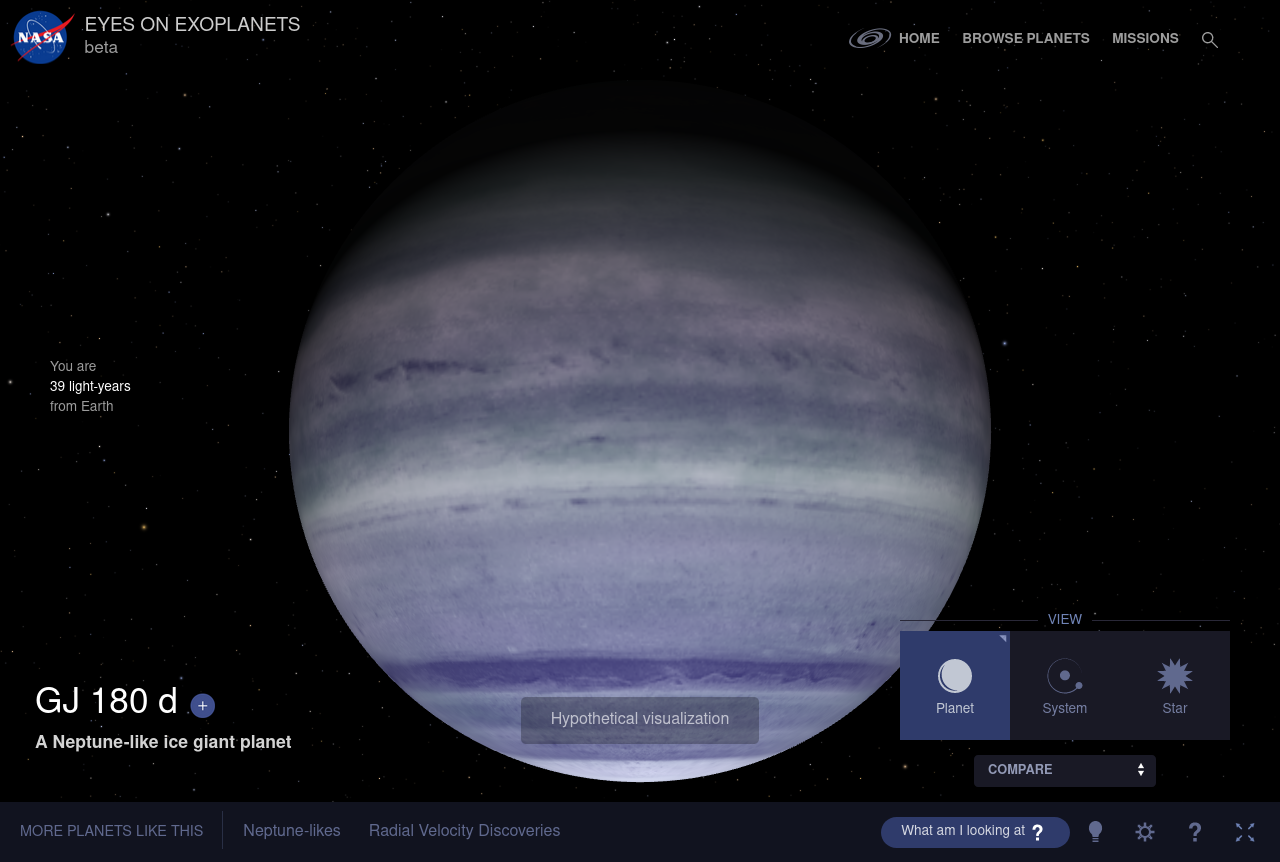 NASA
EYES ON EXOPLANETS
beta
HOME
BROWSE PLANETS
MISSIONS
You are
39 light-years
from Earth
VIEW
Planet
System
Star
GJ 180 d +
A Neptune-like ice giant planet
Hypothetical visualization
COMPARE
MORE PLANETS LIKE THIS
Neptune-likes
Radial Velocity Discoveries
What am I looking at ?
?